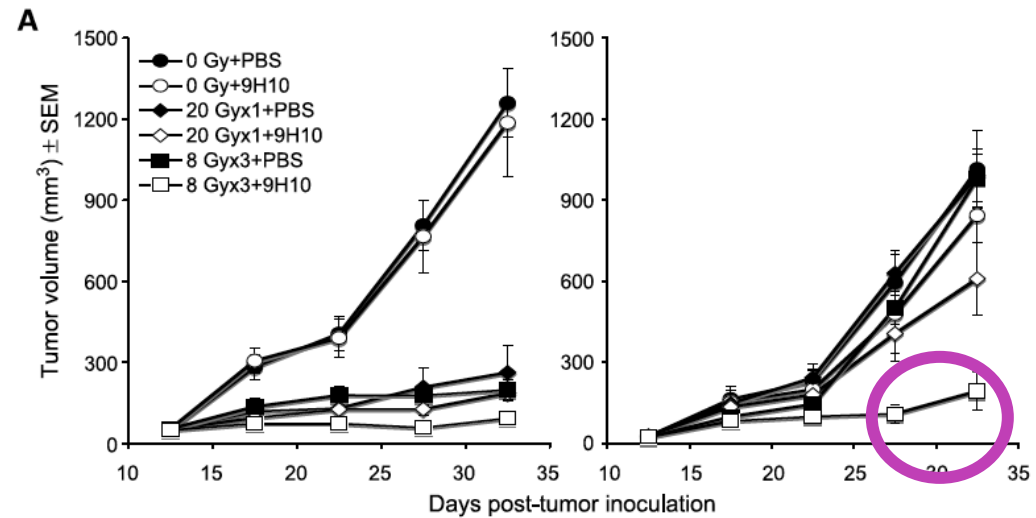 A
Tumor volume (mm³) ± SEM
1500
1200
900
600
300
0
0 Gy+PBS
0 Gy+9H10
20 Gyx1+PBS
20 Gyx1+9H10
8 Gyx3+PBS
8 Gyx3+9H10
10 15 20 25 30 35
1500
1200
900
600
300
0
10 15 20 25 30 35
Days post-tumor inoculation